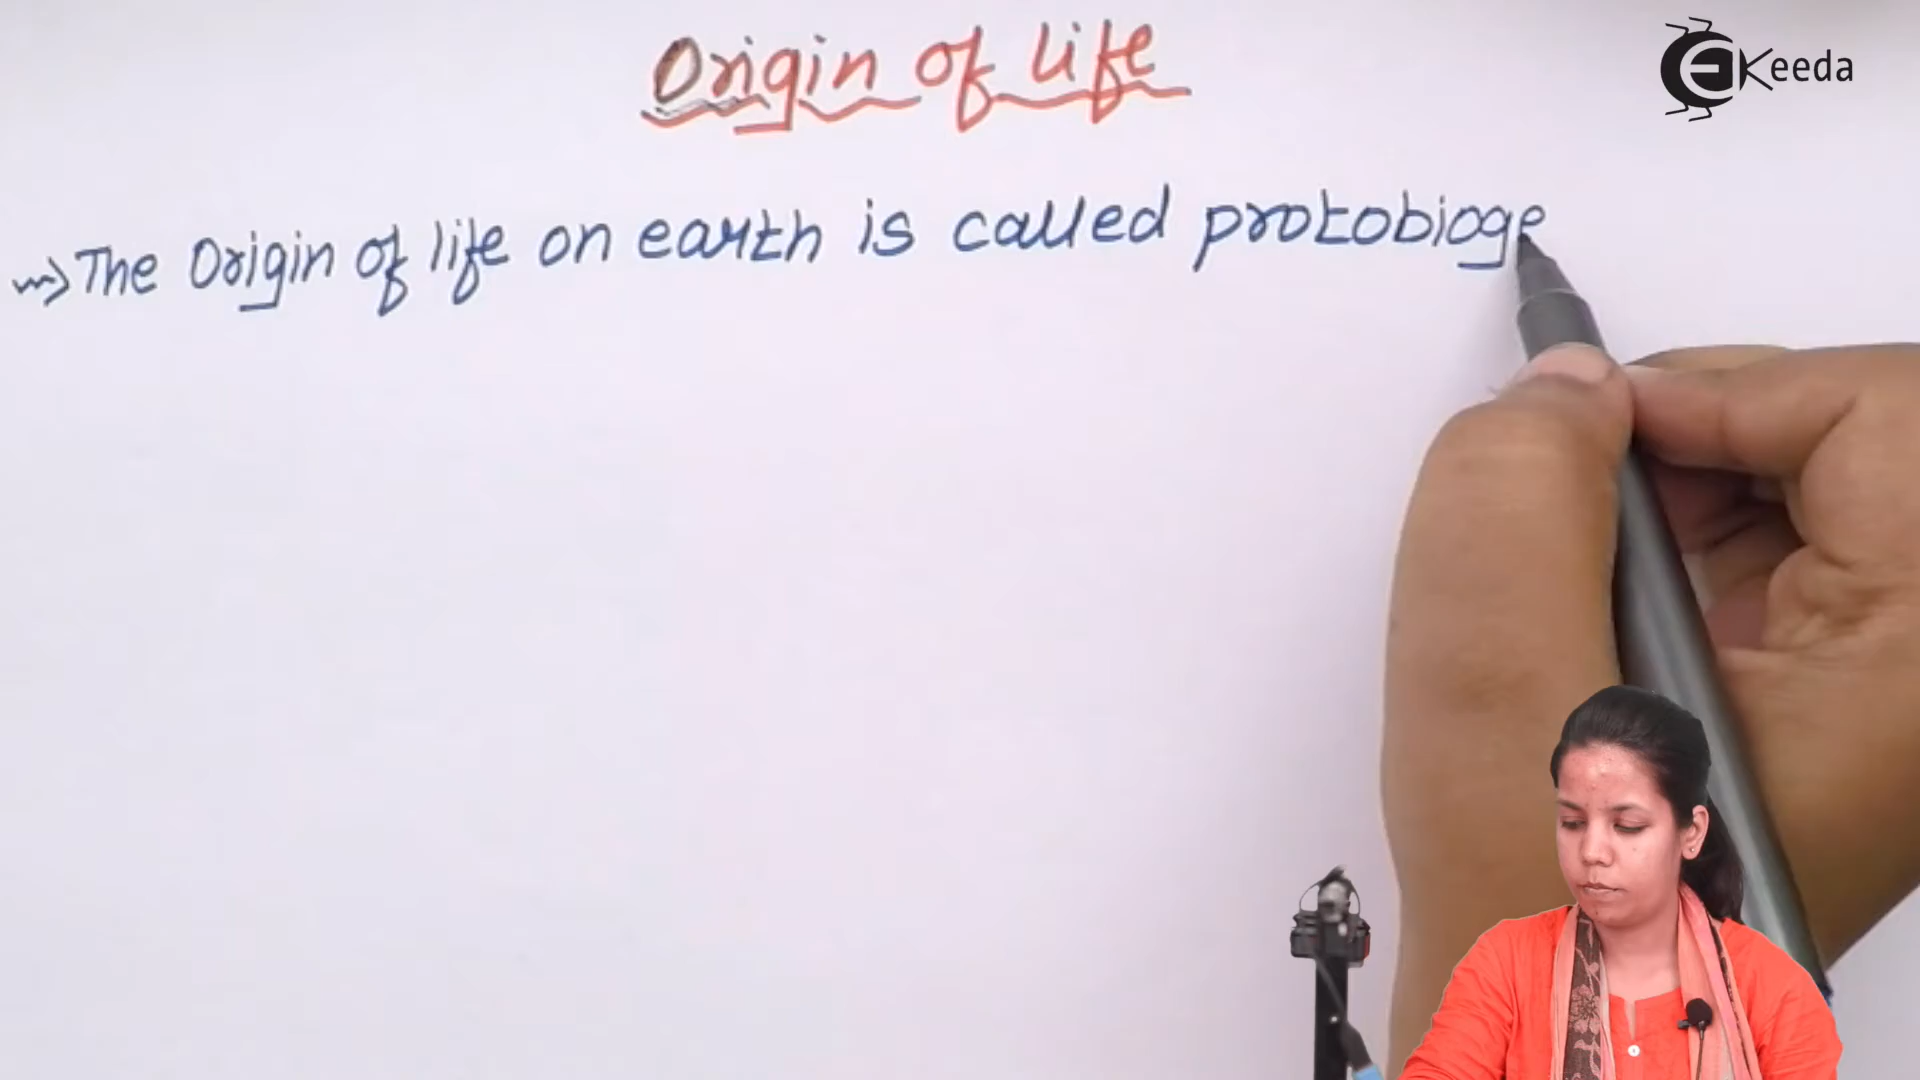 Origin of life
EKeeda
The Origin of life on earth is called protobioge